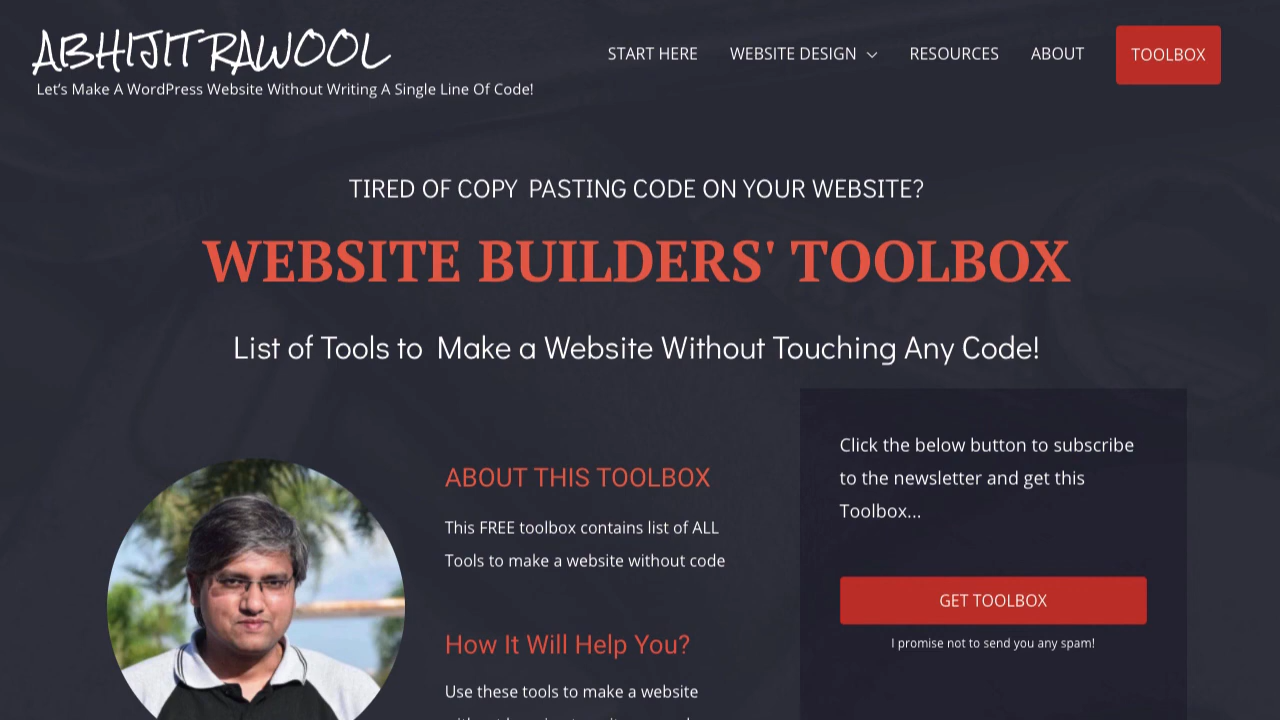 ABHIJIT RAWOOL
Let's Make A WordPress Website Without Writing A Single Line Of Code!
START HERE
WEBSITE DESIGN
RESOURCES
ABOUT
TOOLBOX
TIRED OF COPY PASTING CODE ON YOUR WEBSITE?
WEBSITE BUILDERS' TOOLBOX
List of Tools to Make a Website Without Touching Any Code!
ABOUT THIS TOOLBOX
This FREE toolbox contains list of ALL
Tools to make a website without code
How It Will Help You?
Use these tools to make a website
Click the below button to subscribe
to the newsletter and get this
Toolbox...
GET TOOLBOX
I promise not to send you any spam!